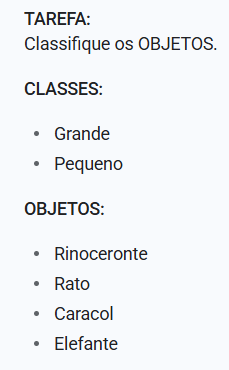 TAREFA:
Classifique os OBJETOS.
CLASSES:
• Grande
• Pequeno
OBJETOS:
• Rinoceronte
• Rato
• Caracol
• Elefante